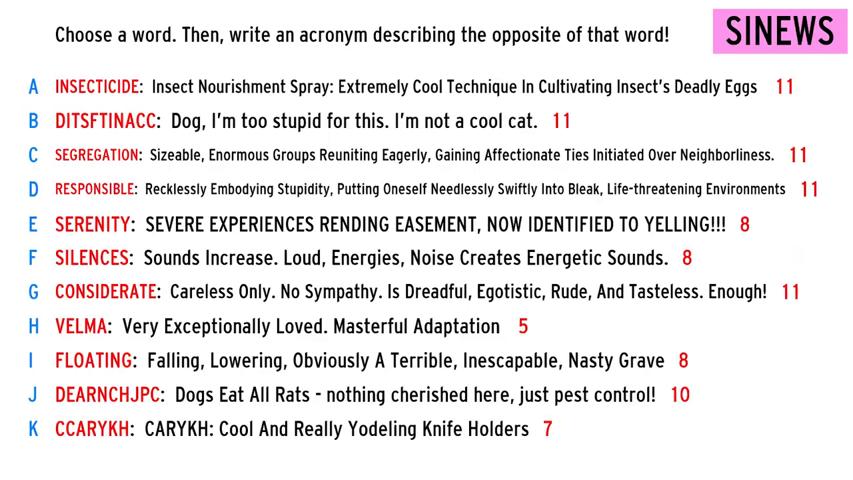 Choose a word. Then, write an acronym describing the opposite of that word!
SINEWS
A INSECTICIDE: Insect Nourishment Spray: Extremely Cool Technique In Cultivating Insect's Deadly Eggs 11
B DITSFTINACC: Dog, I'm too stupid for this. I'm not a cool cat. 11
C SEGREGATION: Sizeable, Enormous Groups Reuniting Eagerly, Gaining Affectionate Ties Initiated Over Neighborliness. 11
D RESPONSIBLE: Recklessly Embodying Stupidity, Putting Oneself Needlessly Swiftly Into Bleak, Life-threatening Environments 11
E SERENITY: SEVERE EXPERIENCES RENDING EASEMENT, NOW IDENTIFIED TO YELLING!!! 8
F SILENCES: Sounds Increase. Loud, Energies, Noise Creates Energetic Sounds. 8
G CONSIDERATE: Careless Only. No Sympathy. Is Dreadful, Egotistic, Rude, And Tasteless. Enough! 11
H VELMA: Very Exceptionally Loved. Masterful Adaptation 5
I FLOATING: Falling, Lowering, Obviously A Terrible, Inescapable, Nasty Grave 8
J DEARNCHJPC: Dogs Eat All Rats - nothing cherished here, just pest control! 10
K CCARYKH: CARYKH: Cool And Really Yodeling Knife Holders 7